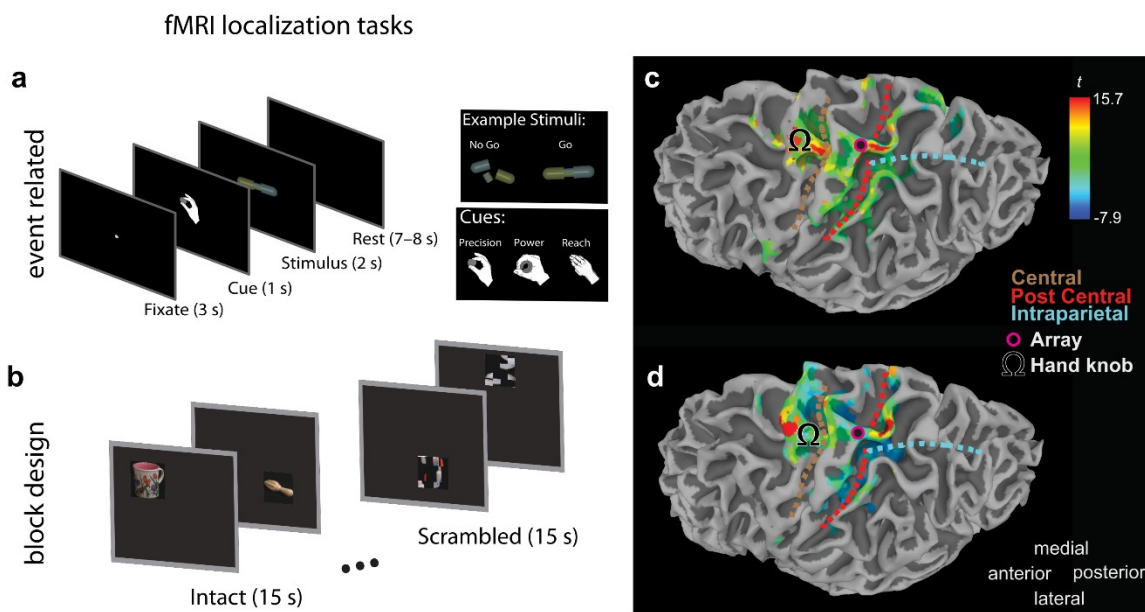 fMRI localization tasks
a
event related
Fixate (3 s)
Cue (1 s)
Stimulus (2 s)
Rest (7–8 s)
Example Stimuli:
No Go Go
Cues:
Precision Power Reach
b
block design
Intact (15 s)
Scrambled (15 s)
c
t
15.7
-7.9
Ω
Central
Post Central
Intraparietal
Array
Ω Hand knob
d
Ω
medial
anterior posterior
lateral